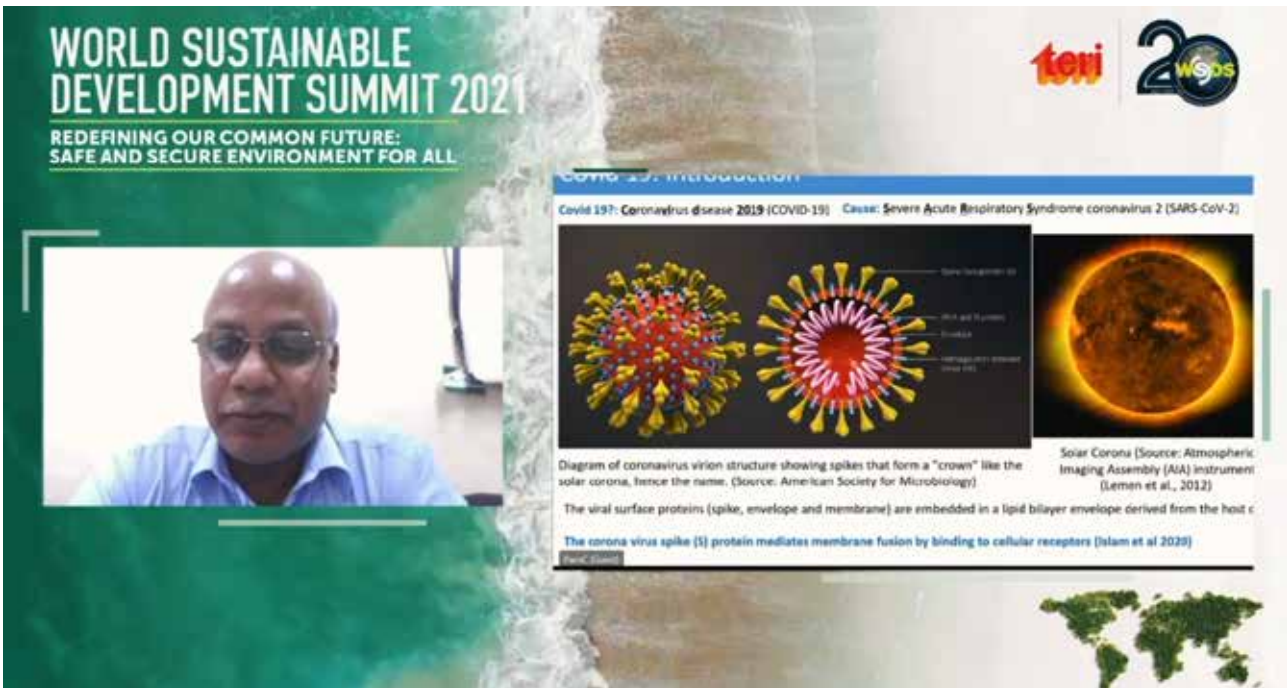 WORLD SUSTAINABLE
DEVELOPMENT SUMMIT 2021
REDEFINING OUR COMMON FUTURE:
SAFE AND SECURE ENVIRONMENT FOR ALL
teri
20
WSDS
Covid 19: Introduction
Covid 19?: Coronavirus disease 2019 (COVID-19) Cause: Severe Acute Respiratory Syndrome coronavirus 2 (SARS-CoV-2)
Envelope
Diagram of coronavirus virion structure showing spikes that form a "crown" like the
solar corona, hence the name. (Source: American Society for Microbiology)
Solar Corona (Source: Atmospheric
Imaging Assembly (AIA) instrument
(Lemen et al., 2012)
The viral surface proteins (spike, envelope and membrane) are embedded in a lipid bilayer envelope derived from the host c
The corona virus spike (S) protein mediates membrane fusion by binding to cellular receptors (Islam et al 2020)